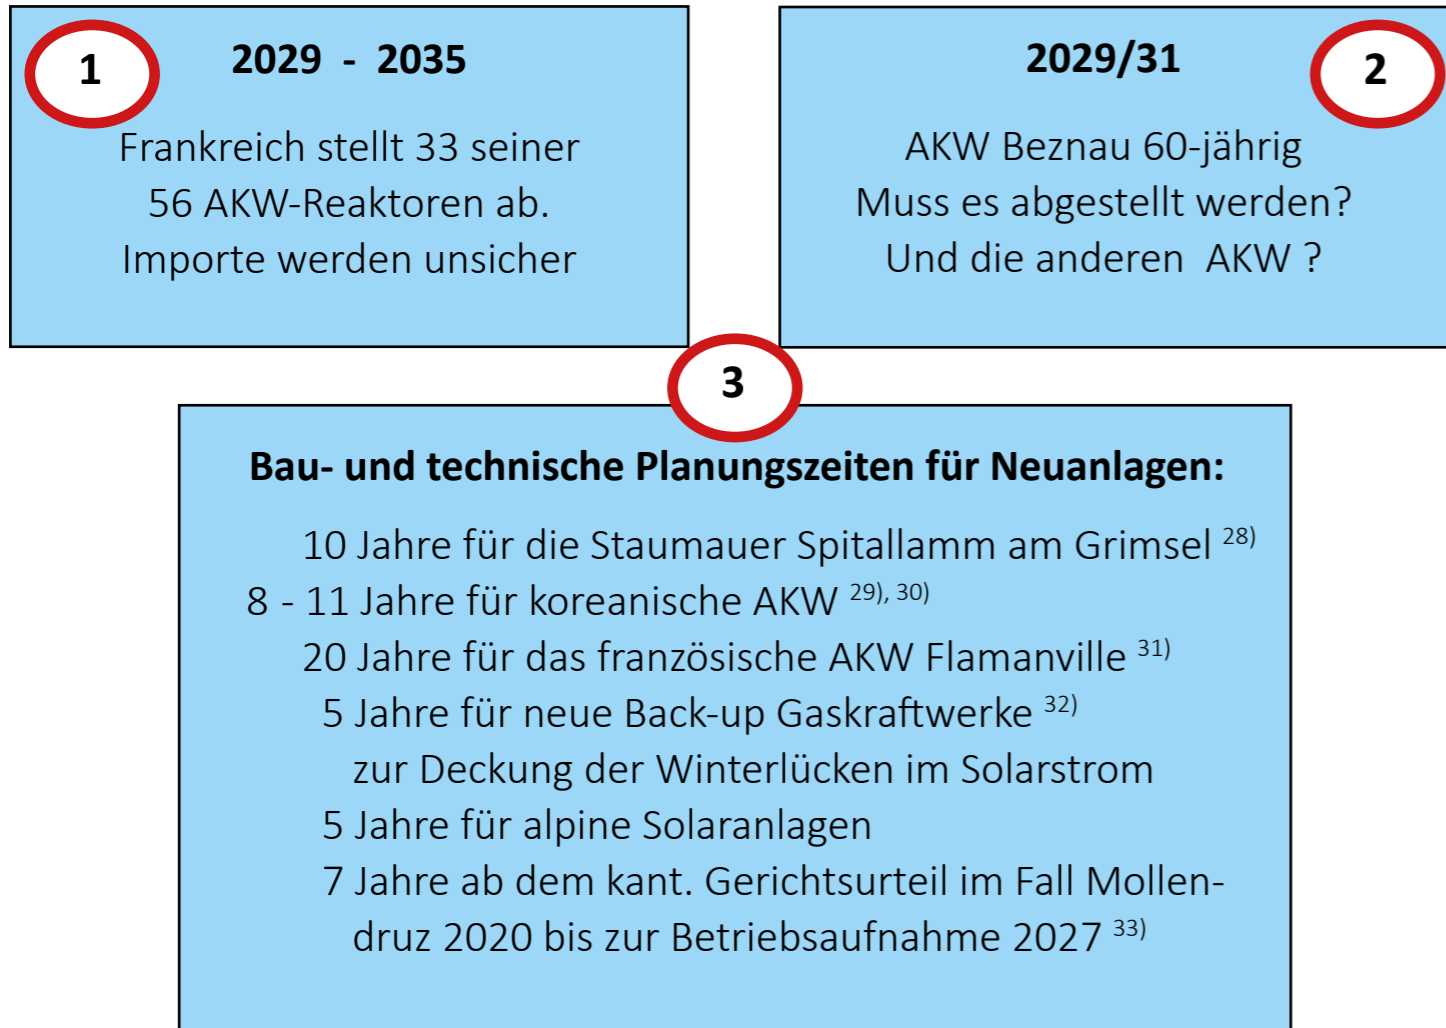 1
2029 - 2035
Frankreich stellt 33 seiner
56 AKW-Reaktoren ab.
Importe werden unsicher
2029/31
2
AKW Beznau 60-jährig
Muss es abgestellt werden?
Und die anderen AKW ?
3
Bau- und technische Planungszeiten für Neuanlagen:
10 Jahre für die Staumauer Spitallamm am Grimsel 28)
8 - 11 Jahre für koreanische AKW 29), 30)
20 Jahre für das französische AKW Flamanville 31)
5 Jahre für neue Back-up Gaskraftwerke 32)
zur Deckung der Winterlücken im Solarstrom
5 Jahre für alpine Solaranlagen
7 Jahre ab dem kant. Gerichtsurteil im Fall Mollen-
druz 2020 bis zur Betriebsaufnahme 2027 33)